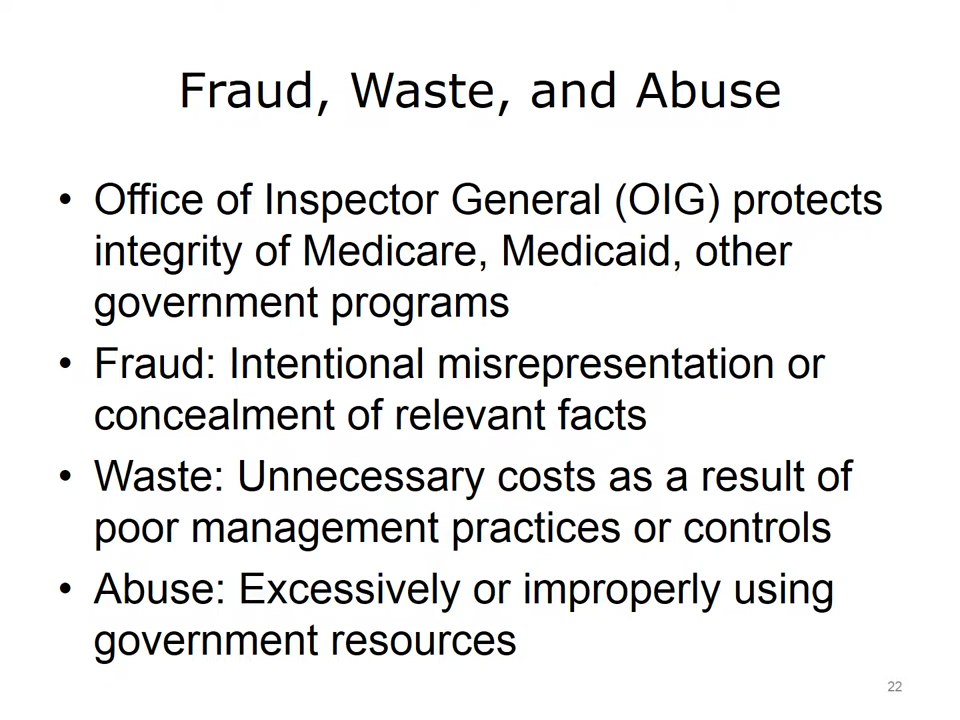 Fraud, Waste, and Abuse
• Office of Inspector General (OIG) protects
integrity of Medicare, Medicaid, other
government programs
• Fraud: Intentional misrepresentation or
concealment of relevant facts
• Waste: Unnecessary costs as a result of
poor management practices or controls
• Abuse: Excessively or improperly using
government resources
22